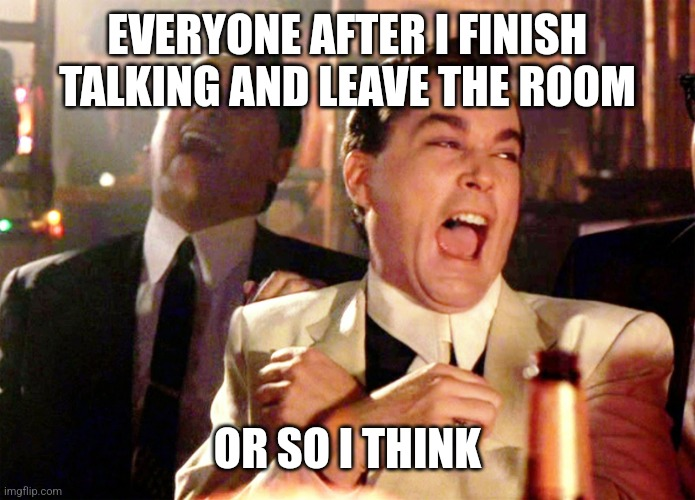 EVERYONE AFTER I FINISH
TALKING AND LEAVE THE ROOM
OR SO I THINK
imgflip.com